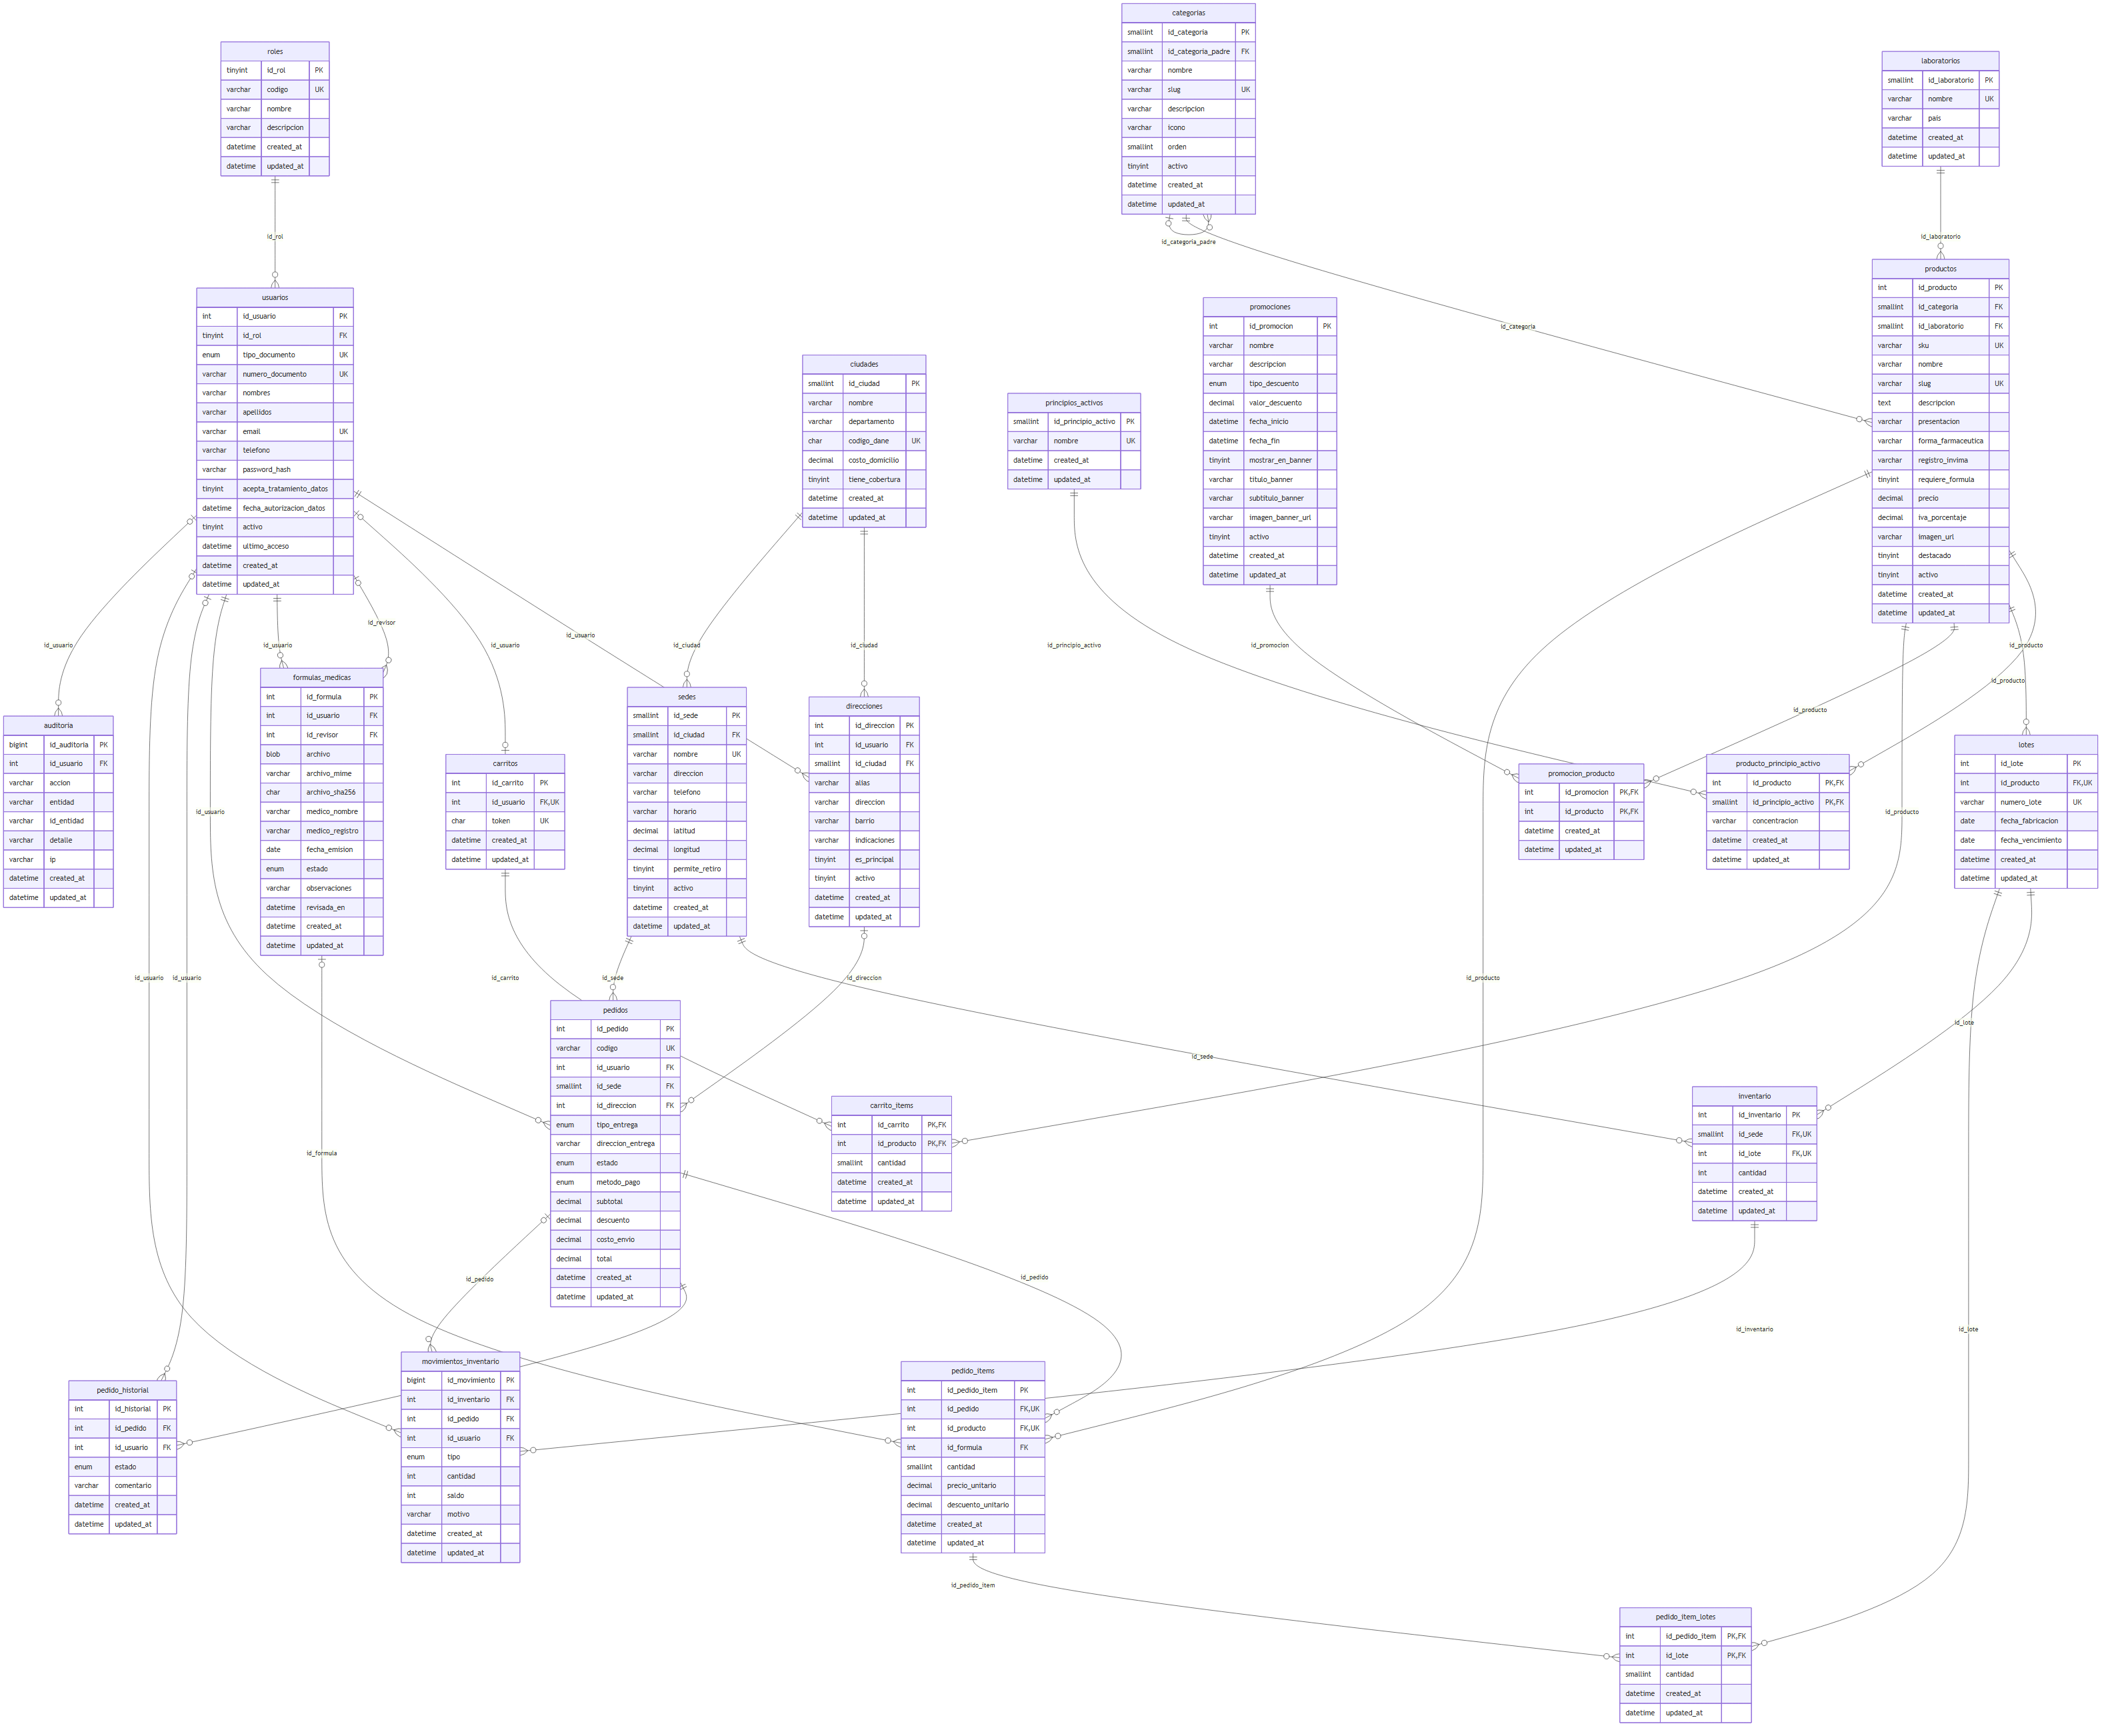 categorias
smallint id_categoria PK
smallint id_categoria_padre FK
varchar nombre
varchar slug UK
varchar descripcion
varchar icono
smallint orden
tinyint activo
datetime created_at
datetime updated_at
roles
tinyint id_rol PK
varchar codigo UK
varchar nombre
varchar descripcion
datetime created_at
datetime updated_at
laboratorios
smallint id_laboratorio PK
varchar nombre UK
varchar pais
datetime created_at
datetime updated_at
id_rol
id_categoria_padre
id_laboratorio
usuarios
int id_usuario PK
tinyint id_rol FK
enum tipo_documento UK
varchar numero_documento UK
varchar nombres
varchar apellidos
varchar email UK
varchar telefono
varchar password_hash
tinyint acepta_tratamiento_datos
datetime fecha_autorizacion_datos
tinyint activo
datetime ultimo_acceso
datetime created_at
datetime updated_at
ciudades
smallint id_ciudad PK
varchar nombre
varchar departamento
char codigo_dane UK
decimal costo_domicilio
tinyint tiene_cobertura
datetime created_at
datetime updated_at
principios_activos
smallint id_principio_activo PK
varchar nombre UK
datetime created_at
datetime updated_at
promociones
int id_promocion PK
varchar nombre
varchar descripcion
enum tipo_descuento
decimal valor_descuento
datetime fecha_inicio
datetime fecha_fin
tinyint mostrar_en_banner
varchar titulo_banner
varchar subtitulo_banner
varchar imagen_banner_url
tinyint activo
datetime created_at
datetime updated_at
id_categoria
productos
int id_producto PK
smallint id_categoria FK
smallint id_laboratorio FK
varchar sku UK
varchar nombre
varchar slug UK
text descripcion
varchar presentacion
varchar forma_farmaceutica
varchar registro_invima
tinyint requiere_formula
decimal precio
decimal iva_porcentaje
varchar imagen_url
tinyint destacado
tinyint activo
datetime created_at
datetime updated_at
id_revisor
id_usuario
id_usuario
id_usuario
id_usuario
id_ciudad
id_ciudad
id_principio_activo
id_promocion
id_producto
id_producto
id_producto
auditoria
bigint id_auditoria PK
int id_usuario FK
varchar accion
varchar entidad
varchar id_entidad
varchar detalle
varchar ip
datetime created_at
datetime updated_at
formulas_medicas
int id_formula PK
int id_usuario FK
int id_revisor FK
blob archivo
varchar archivo_mime
char archivo_sha256
varchar medico_nombre
varchar medico_registro
date fecha_emision
enum estado
varchar observaciones
datetime revisada_en
datetime created_at
datetime updated_at
carritos
int id_carrito PK
int id_usuario FK,UK
char token UK
datetime created_at
datetime updated_at
sedes
smallint id_sede PK
smallint id_ciudad FK
varchar nombre UK
varchar direccion
varchar telefono
varchar horario
decimal latitud
decimal longitud
tinyint permite_retiro
tinyint activo
datetime created_at
datetime updated_at
direcciones
int id_direccion PK
int id_usuario FK
smallint id_ciudad FK
varchar alias
varchar direccion
varchar barrio
varchar indicaciones
tinyint es_principal
tinyint activo
datetime created_at
datetime updated_at
promocion_producto
int id_promocion PK,FK
int id_producto PK,FK
datetime created_at
datetime updated_at
producto_principio_activo
int id_producto PK,FK
smallint id_principio_activo PK,FK
varchar concentracion
datetime created_at
datetime updated_at
lotes
int id_lote PK
int id_producto FK,UK
varchar numero_lote UK
date fecha_fabricacion
date fecha_vencimiento
datetime created_at
datetime updated_at
id_usuario
id_producto
id_usuario
id_usuario
id_carrito
id_sede
id_direccion
id_producto
id_lote
id_sede
id_formula
pedidos
int id_pedido PK
varchar codigo UK
int id_usuario FK
smallint id_sede FK
int id_direccion FK
enum tipo_entrega
varchar direccion_entrega
enum estado
enum metodo_pago
decimal subtotal
decimal descuento
decimal costo_envio
decimal total
datetime created_at
datetime updated_at
carrito_items
int id_carrito PK,FK
int id_producto PK,FK
smallint cantidad
datetime created_at
datetime updated_at
inventario
int id_inventario PK
smallint id_sede FK,UK
int id_lote FK,UK
int cantidad
datetime created_at
datetime updated_at
id_pedido
id_pedido
id_inventario
id_lote
pedido_historial
int id_historial PK
int id_pedido FK
int id_usuario FK
enum estado
varchar comentario
datetime created_at
datetime updated_at
movimientos_inventario
bigint id_movimiento PK
int id_inventario FK
int id_pedido FK
int id_usuario FK
enum tipo
int cantidad
int saldo
varchar motivo
datetime created_at
datetime updated_at
pedido_items
int id_pedido_item PK
int id_pedido FK,UK
int id_producto FK,UK
int id_formula FK
smallint cantidad
decimal precio_unitario
decimal descuento_unitario
datetime created_at
datetime updated_at
id_pedido_item
pedido_item_lotes
int id_pedido_item PK,FK
int id_lote PK,FK
smallint cantidad
datetime created_at
datetime updated_at